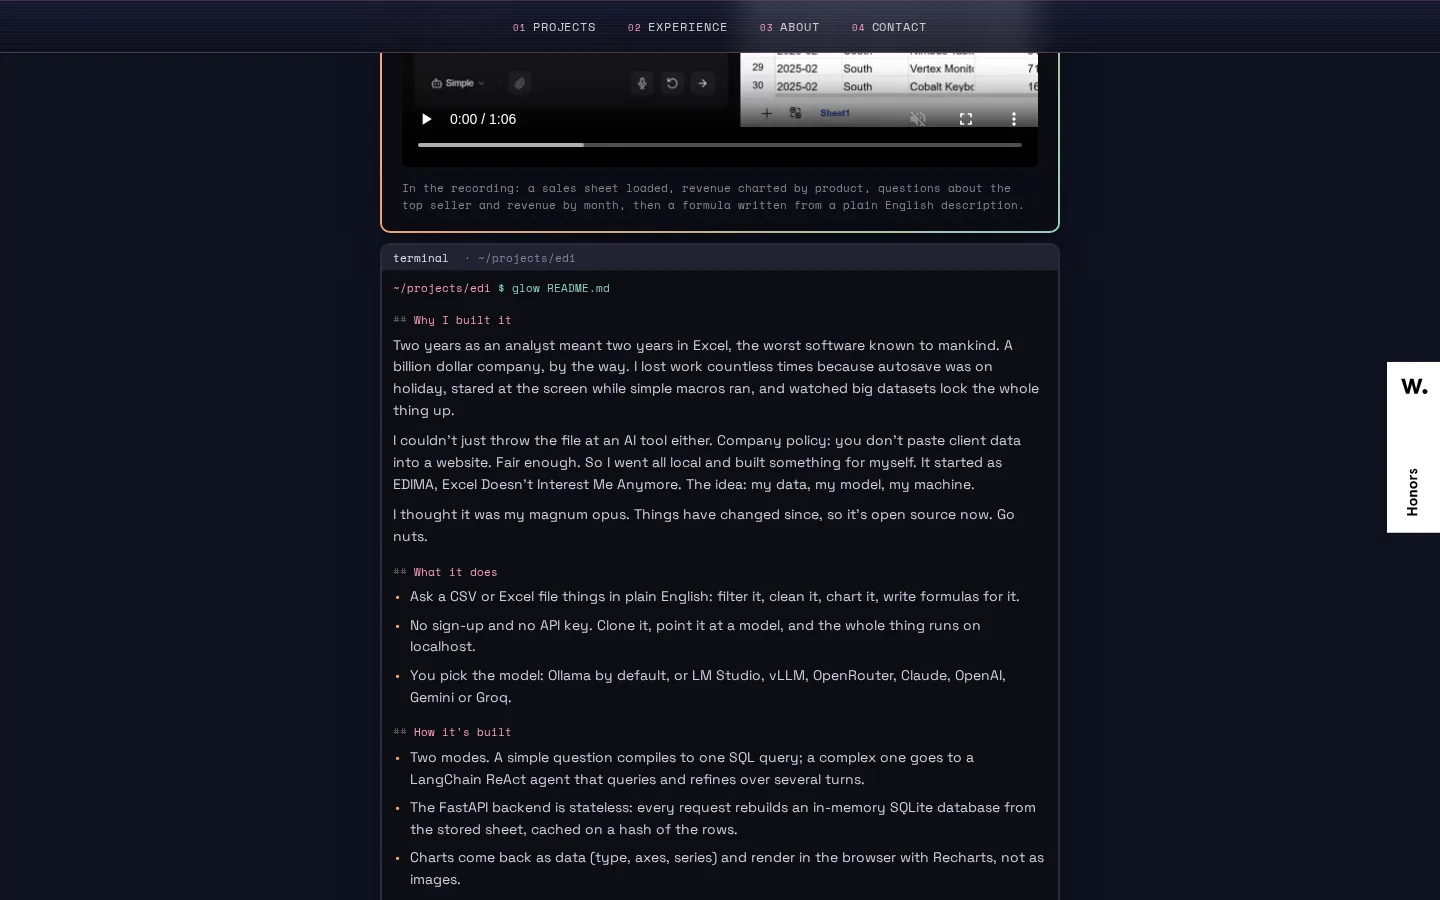 01 PROJECTS 02 EXPERIENCE 03 ABOUT 04 CONTACT
29 2025-02 South Vertex Monit 71
30 2025-02 South Cobalt Keybo 16
Simple
Sheet1
0:00 / 1:06
In the recording: a sales sheet loaded, revenue charted by product, questions about the
top seller and revenue by month, then a formula written from a plain English description.
terminal · ~/projects/edi
~/projects/edi $ glow README.md
## Why I built it
Two years as an analyst meant two years in Excel, the worst software known to mankind. A
billion dollar company, by the way. I lost work countless times because autosave was on
holiday, stared at the screen while simple macros ran, and watched big datasets lock the whole
thing up.
I couldn't just throw the file at an AI tool either. Company policy: you don't paste client data
into a website. Fair enough. So I went all local and built something for myself. It started as
EDIMA, Excel Doesn't Interest Me Anymore. The idea: my data, my model, my machine.
I thought it was my magnum opus. Things have changed since, so it's open source now. Go
nuts.
## What it does
• Ask a CSV or Excel file things in plain English: filter it, clean it, chart it, write formulas for it.
• No sign-up and no API key. Clone it, point it at a model, and the whole thing runs on
localhost.
• You pick the model: Ollama by default, or LM Studio, vLLM, OpenRouter, Claude, OpenAI,
Gemini or Groq.
## How it's built
• Two modes. A simple question compiles to one SQL query; a complex one goes to a
LangChain ReAct agent that queries and refines over several turns.
• The FastAPI backend is stateless: every request rebuilds an in-memory SQLite database from
the stored sheet, cached on a hash of the rows.
• Charts come back as data (type, axes, series) and render in the browser with Recharts, not as
images.
W.
Honors